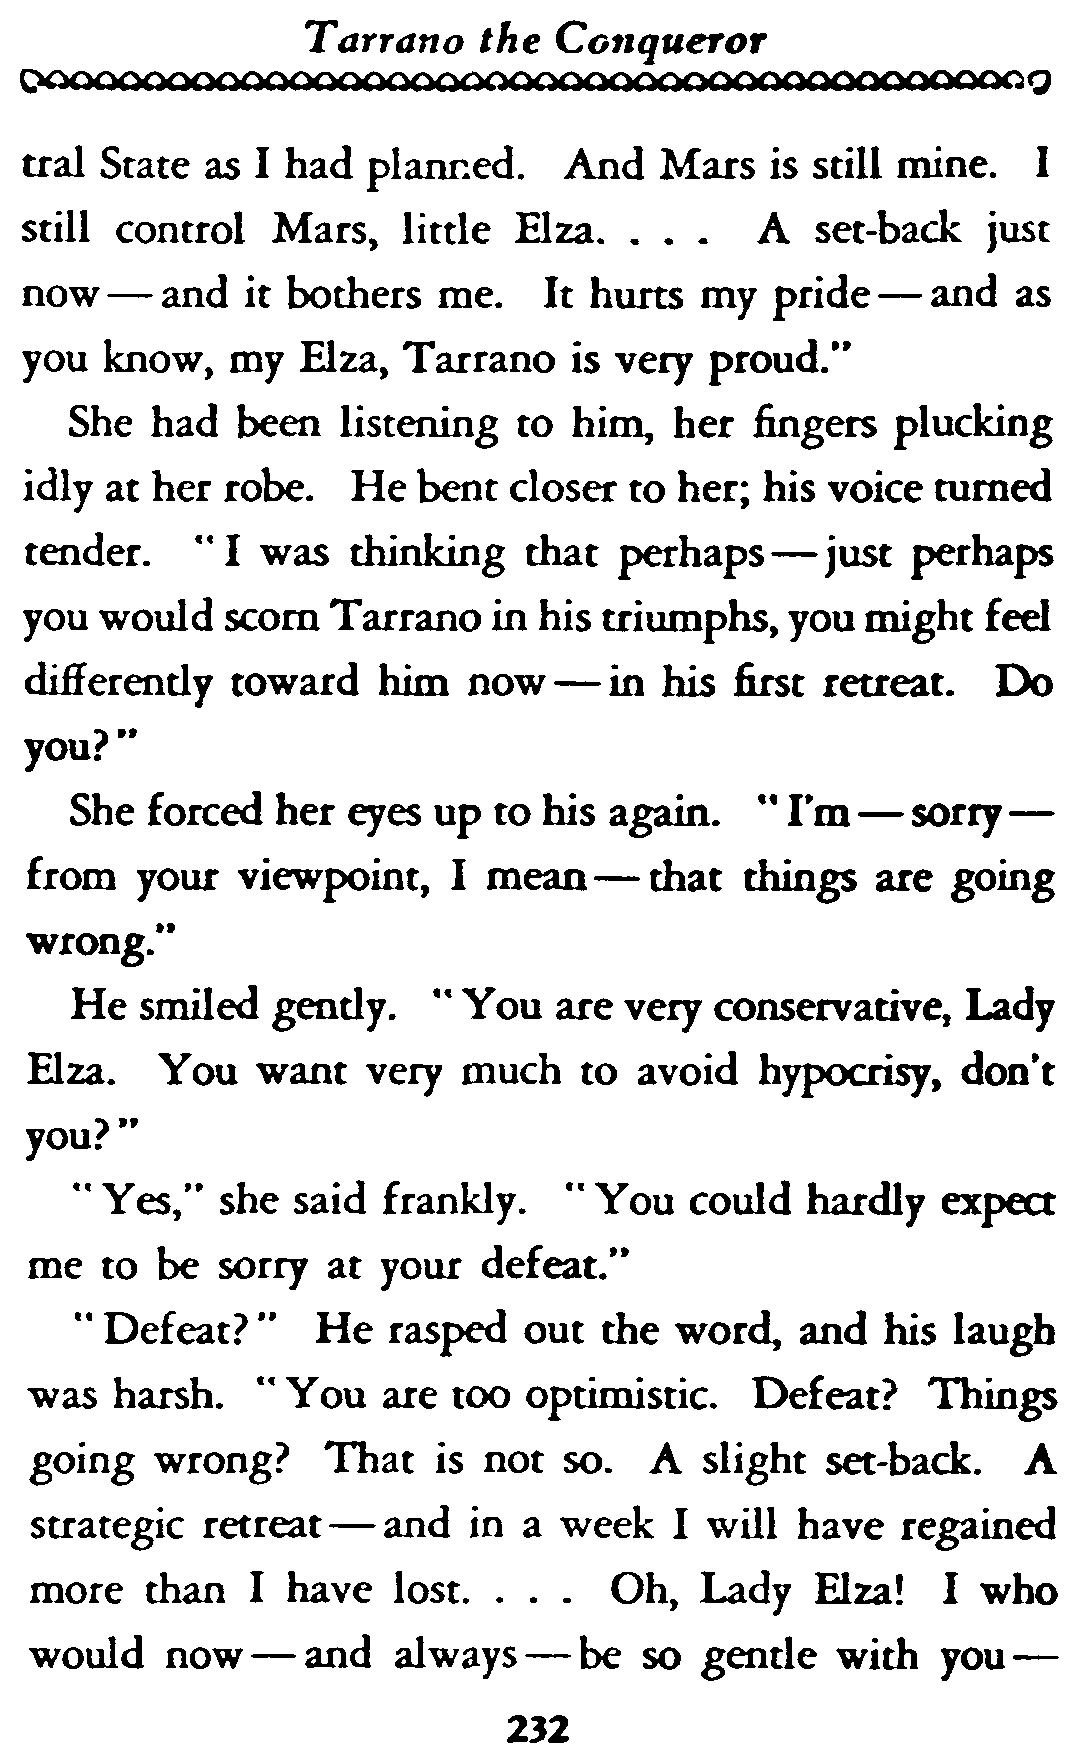 Tarrano the Conqueror
tral State as I had planned. And Mars is still mine. I
still control Mars, little Elza. . . . A set-back just
now — and it bothers me. It hurts my pride — and as
you know, my Elza, Tarrano is very proud."
She had been listening to him, her fingers plucking
idly at her robe. He bent closer to her; his voice turned
tender. "I was thinking that perhaps — just perhaps
you would scorn Tarrano in his triumphs, you might feel
differently toward him now — in his first retreat. Do
you?"
She forced her eyes up to his again. "I'm — sorry —
from your viewpoint, I mean — that things are going
wrong."
He smiled gently. "You are very conservative, Lady
Elza. You want very much to avoid hypocrisy, don't
you?"
"Yes," she said frankly. "You could hardly expect
me to be sorry at your defeat."
"Defeat?" He rasped out the word, and his laugh
was harsh. "You are too optimistic. Defeat? Things
going wrong? That is not so. A slight set-back. A
strategic retreat — and in a week I will have regained
more than I have lost. . . . Oh, Lady Elza! I who
would now — and always — be so gentle with you —
232